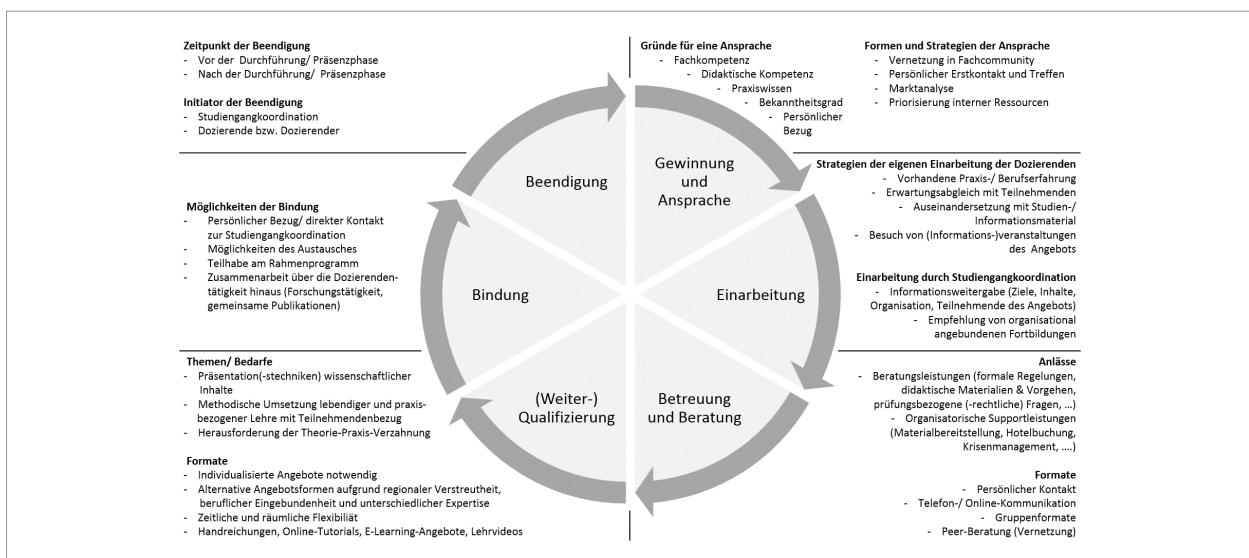 Zeitpunkt der Beendigung
- Vor der Durchführung/ Präsenzphase
- Nach der Durchführung/ Präsenzphase
Initiator der Beendigung
- Studiengangkoordination
- Dozierende bzw. Dozierender
Gründe für eine Ansprache
- Fachkompetenz
- Didaktische Kompetenz
- Praxiswissen
- Bekanntheitsgrad
- Persönlicher
Bezug
Formen und Strategien der Ansprache
- Vernetzung in Fachcommunity
- Persönlicher Erstkontakt und Treffen
- Marktanalyse
- Priorisierung interner Ressourcen
Beendigung
Gewinnung
und
Ansprache
Strategien der eigenen Einarbeitung der Dozierenden
- Vorhandene Praxis-/ Berufserfahrung
- Erwartungsabgleich mit Teilnehmenden
- Auseinandersetzung mit Studien-/
Informationsmaterial
- Besuch von (Informations-)veranstaltungen
des Angebots
Einarbeitung durch Studiengangkoordination
- Informationsweitergabe (Ziele, Inhalte,
Organisation, Teilnehmende des Angebots)
- Empfehlung von organisational
angebundenen Fortbildungen
Möglichkeiten der Bindung
- Persönlicher Bezug/ direkter Kontakt
zur Studiengangkoordination
- Möglichkeiten des Austausches
- Teilhabe am Rahmenprogramm
- Zusammenarbeit über die Dozierenden-
tätigkeit hinaus (Forschungstätigkeit,
gemeinsame Publikationen)
Bindung
Einarbeitung
Themen/ Bedarfe
- Präsentation(-stechniken) wissenschaftlicher
Inhalte
- Methodische Umsetzung lebendiger und praxis-
bezogener Lehre mit Teilnehmendenbezug
- Herausforderung der Theorie-Praxis-Verzahnung
Formate
- Individualisierte Angebote notwendig
- Alternative Angebotsformen aufgrund regionaler Verstreutheit,
beruflicher Eingebundenheit und unterschiedlicher Expertise
- Zeitliche und räumliche Flexibiliät
- Handreichungen, Online-Tutorials, E-Learning-Angebote, Lehrvideos
(Weiter-)
Qualifizierung
Betreuung
und Beratung
Anlässe
- Beratungsleistungen (formale Regelungen,
didaktische Materialien & Vorgehen,
prüfungsbezogene (-rechtliche) Fragen, ...)
- Organisatorische Supportleistungen
(Materialbereitstellung, Hotelbuchung,
Krisenmanagement, ....)
Formate
- Persönlicher Kontakt
- Telefon-/ Online-Kommunikation
- Gruppenformate
- Peer-Beratung (Vernetzung)